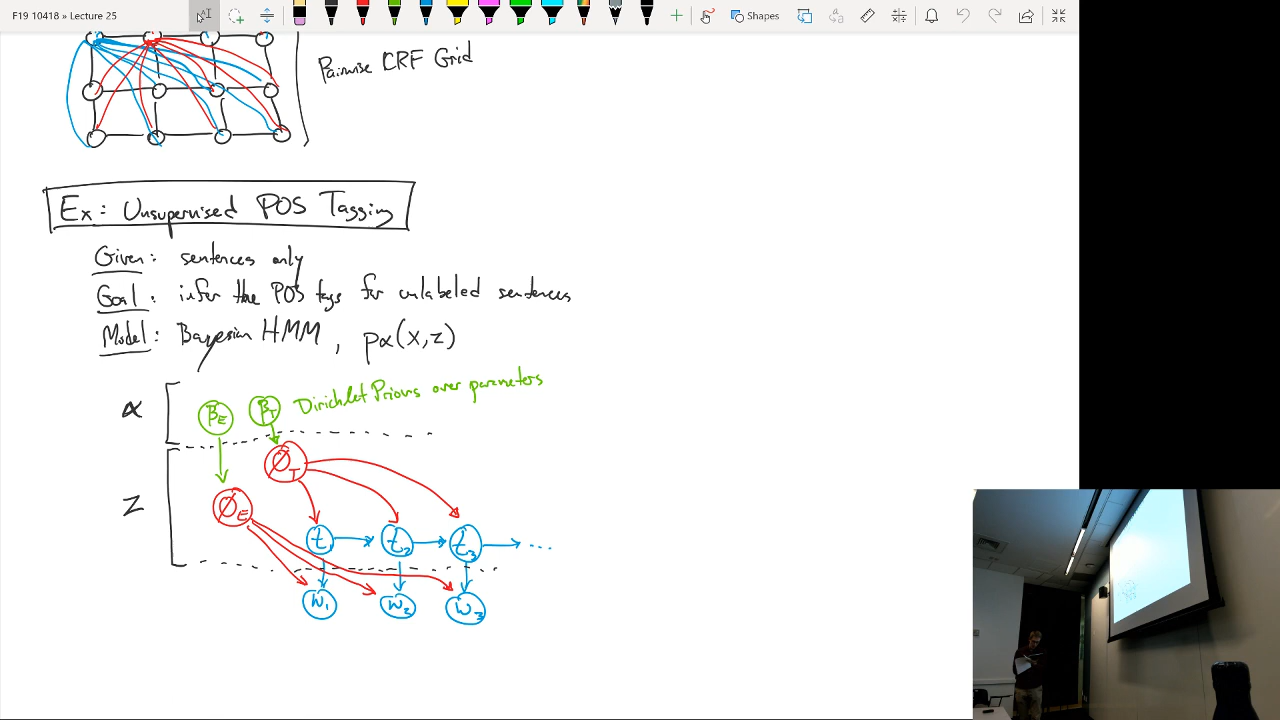 F19 10418 » Lecture 25
Shapes
Pairwise CRF Grid
Ex: Unsupervised POS Tagging
Given: sentences only
Goal: infer the POS tags for unlabeled sentences
Model: Bayesian HMM, pα(x,z)
α
βE βT Dirichlet Priors over parameters
∅T
Z
∅E
t1 t2 t3 ...
W1 W2 W3